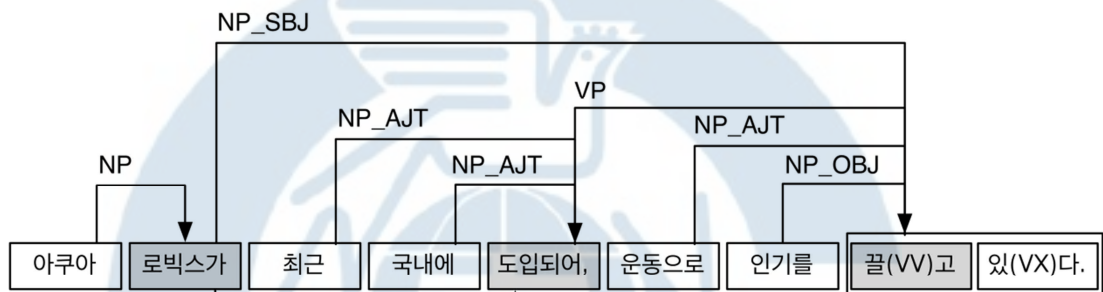 NP_SBJ
VP
NP_AJT
NP_AJT
NP
NP_AJT
NP_OBJ
아쿠아 로빅스가 최근 국내에 도입되어, 운동으로 인기를 끌(VV)고 있(VX)다.